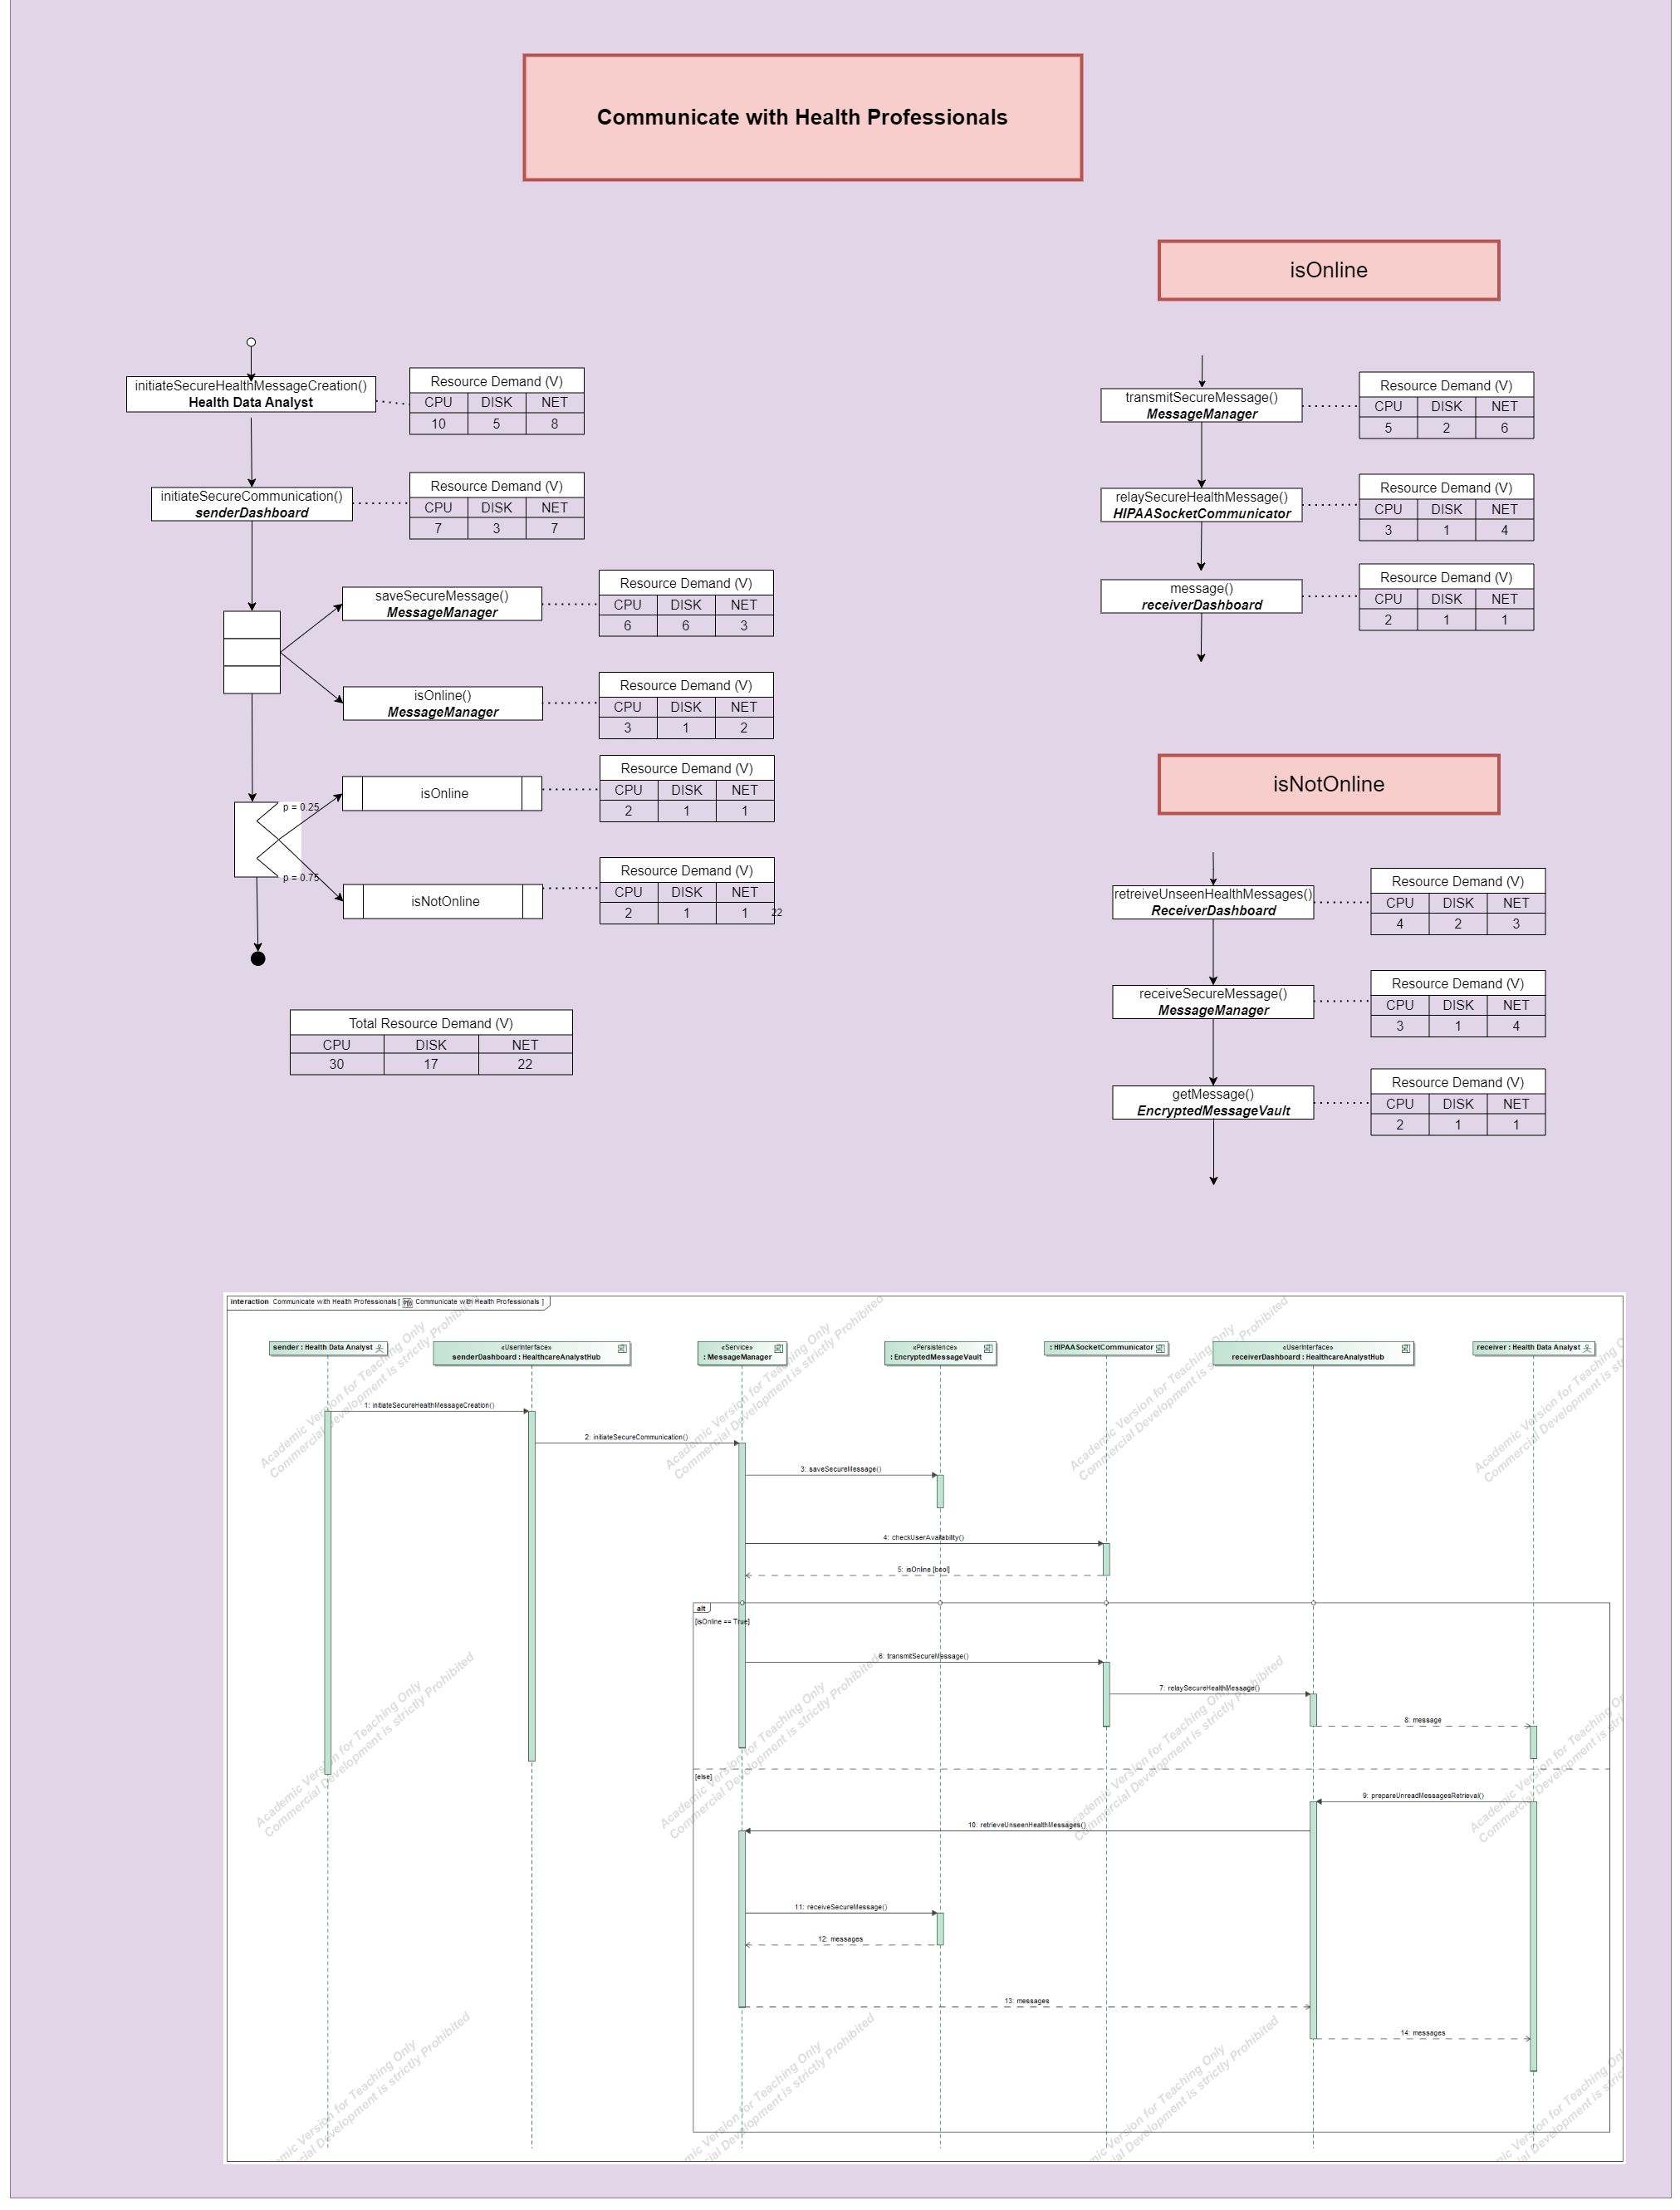 Communicate with Health Professionals
initiateSecureHealthMessageCreation()
Health Data Analyst
Resource Demand (V)
CPU DISK NET
10 5 8
initiateSecureCommunication()
senderDashboard
Resource Demand (V)
CPU DISK NET
7 3 7
saveSecureMessage()
MessageManager
Resource Demand (V)
CPU DISK NET
6 6 3
isOnline()
MessageManager
Resource Demand (V)
CPU DISK NET
3 1 2
p = 0.25
isOnline
Resource Demand (V)
CPU DISK NET
2 1 1
p = 0.75
isNotOnline
Resource Demand (V)
CPU DISK NET
2 1 1 22
Total Resource Demand (V)
CPU DISK NET
30 17 22
isOnline
transmitSecureMessage()
MessageManager
Resource Demand (V)
CPU DISK NET
5 2 6
relaySecureHealthMessage()
HIPAASocketCommunicator
Resource Demand (V)
CPU DISK NET
3 1 4
message()
receiverDashboard
Resource Demand (V)
CPU DISK NET
2 1 1
isNotOnline
retreiveUnseenHealthMessages()
ReceiverDashboard
Resource Demand (V)
CPU DISK NET
4 2 3
receiveSecureMessage()
MessageManager
Resource Demand (V)
CPU DISK NET
3 1 4
getMessage()
EncryptedMessageVault
Resource Demand (V)
CPU DISK NET
2 1 1
interaction Communicate with Health Professionals [ Communicate with Health Professionals ]
sender : Health Data Analyst
«UserInterface»
senderDashboard : HealthcareAnalystHub
«Service»
: MessageManager
«Persistence»
: EncryptedMessageVault
: HIPAASocketCommunicator
«UserInterface»
receiverDashboard : HealthcareAnalystHub
receiver : Health Data Analyst
1: initiateSecureHealthMessageCreation()
2: initiateSecureCommunication()
3: saveSecureMessage()
4: checkUserAvailability()
5: isOnline [bool]
alt
[isOnline == True]
6: transmtSecureMessage()
7: relaySecureHealthMessage()
8: message
[else]
9: prepareUnreadMessagesRetrieval()
10: retrieveUnseenHealthMessages()
11: receiveSecureMessage()
12: messages
13: messages
14: messages
Academic Version for Teaching Only
Commercial Development is strictly Prohibited